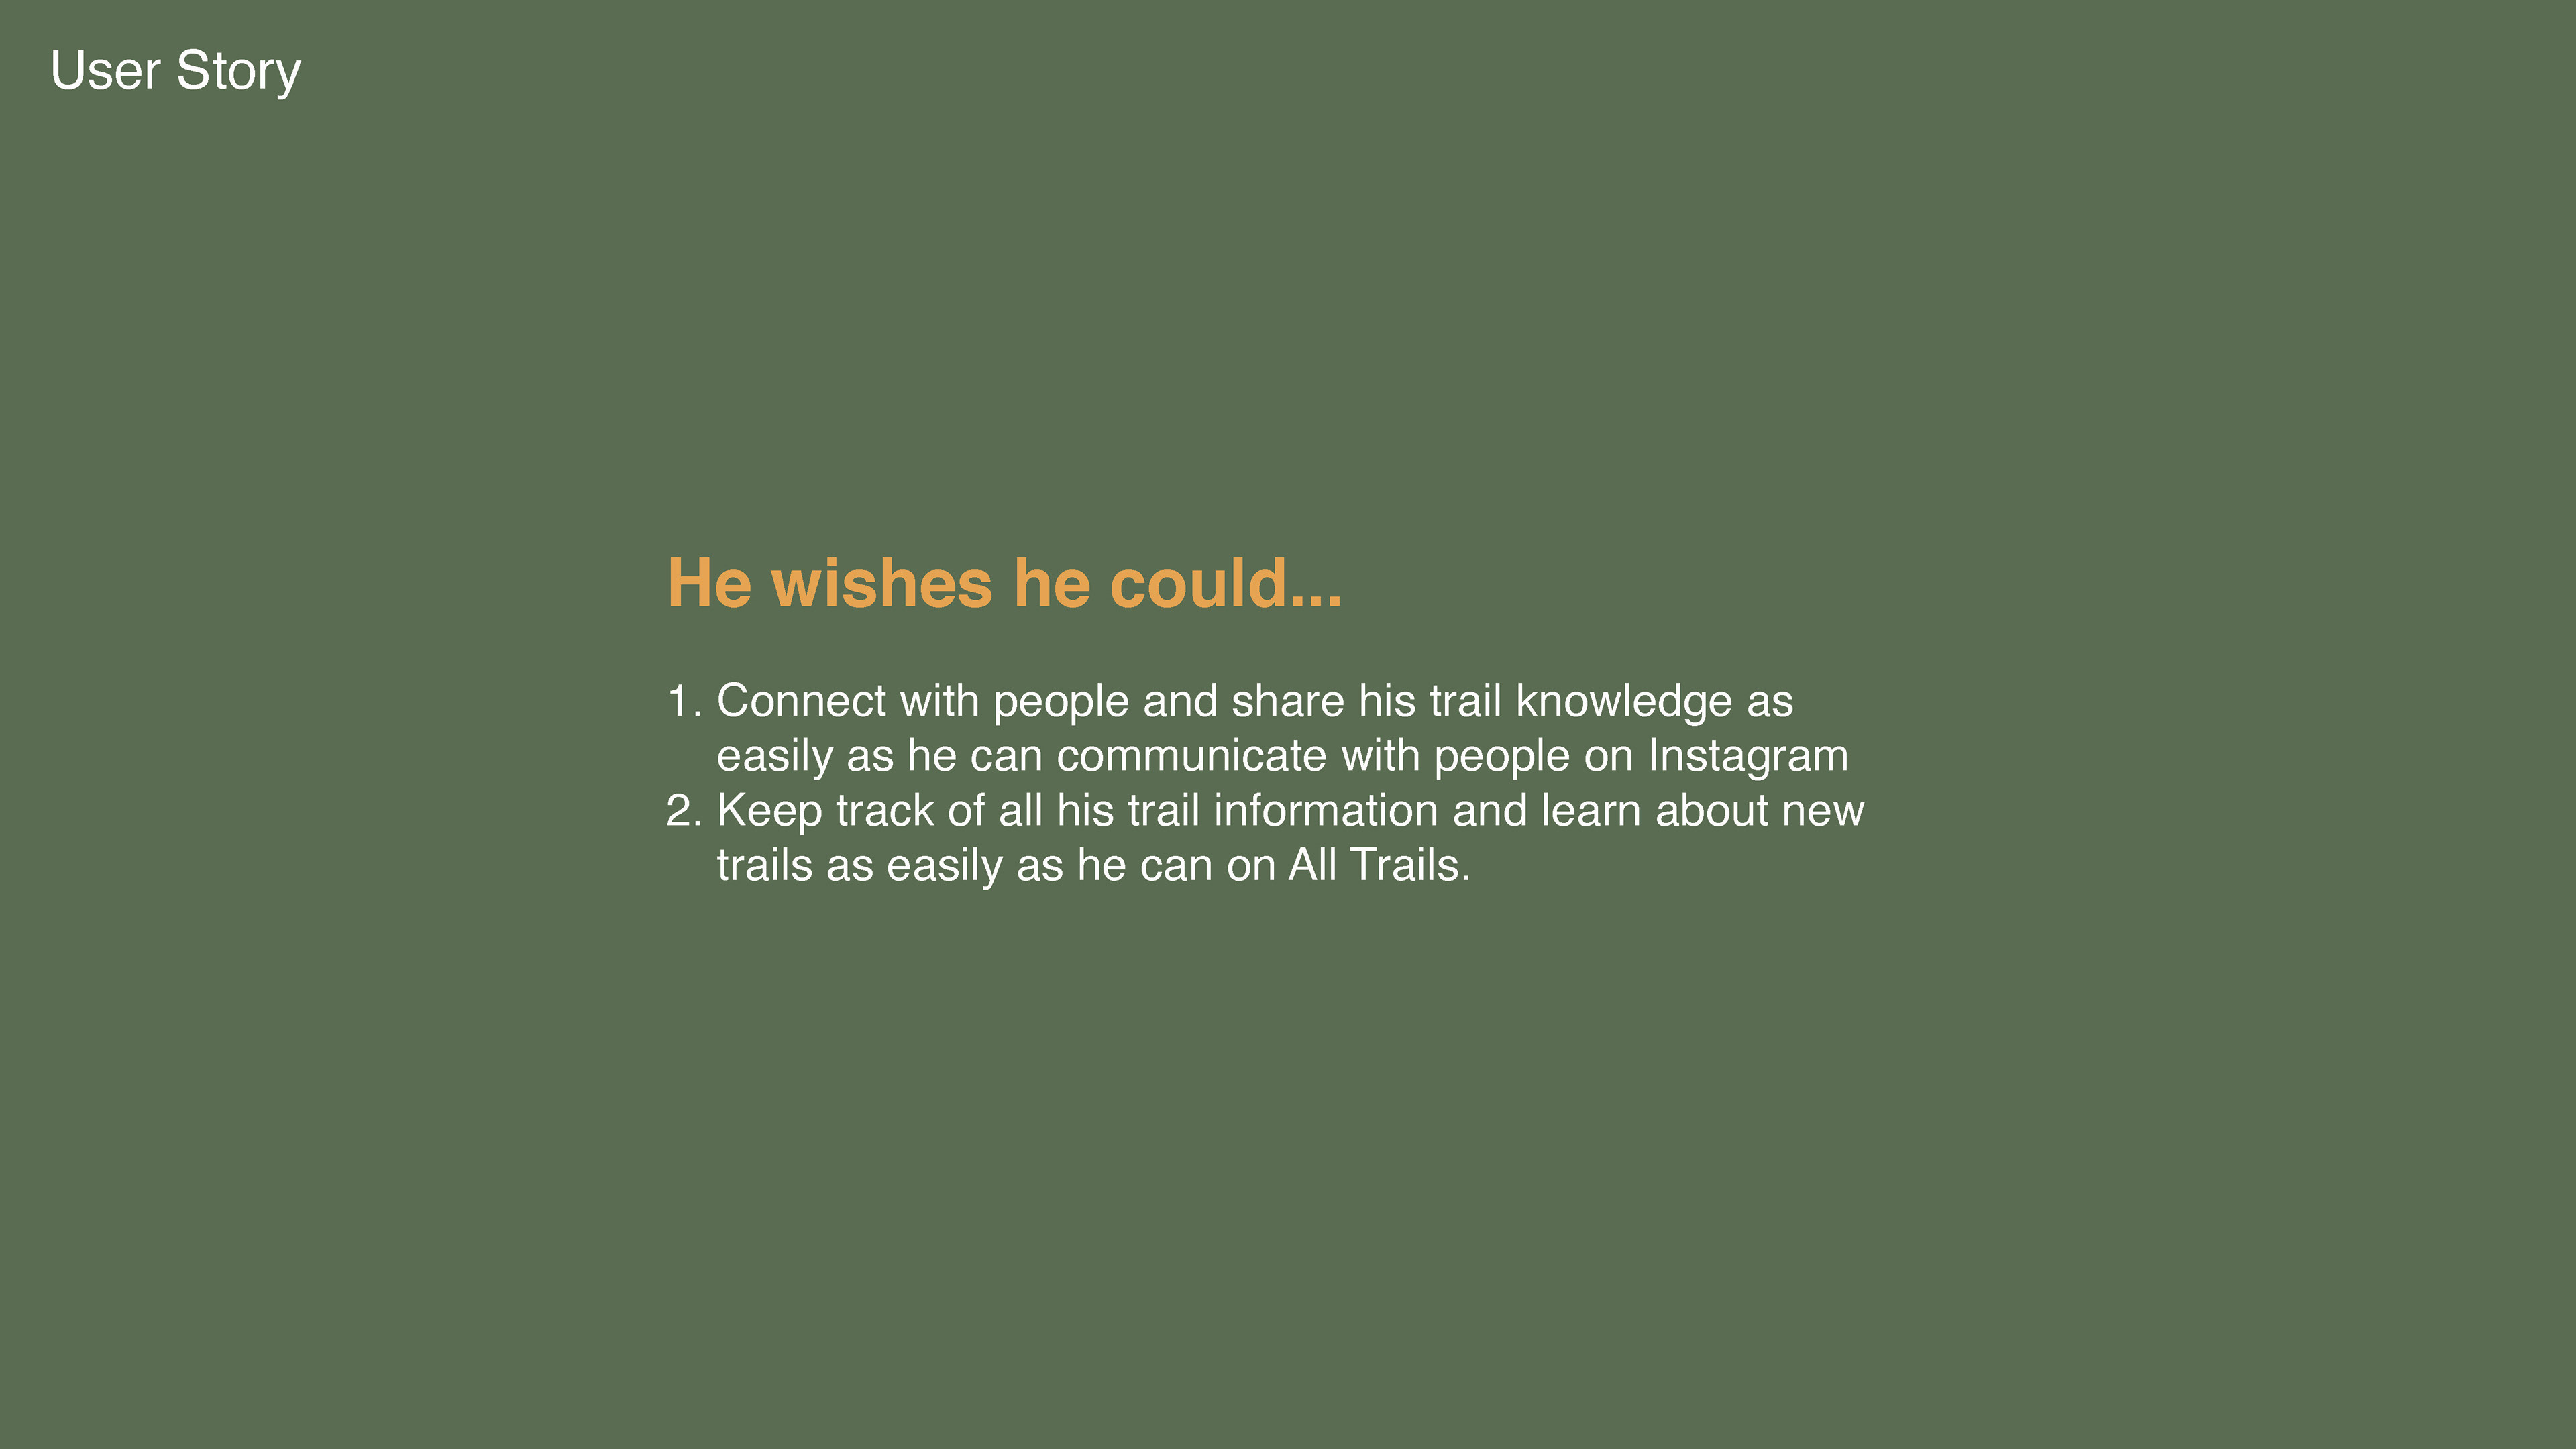 User Story
He wishes he could...
1. Connect with people and share his trail knowledge as
easily as he can communicate with people on Instagram
2. Keep track of all his trail information and learn about new
trails as easily as he can on All Trails.